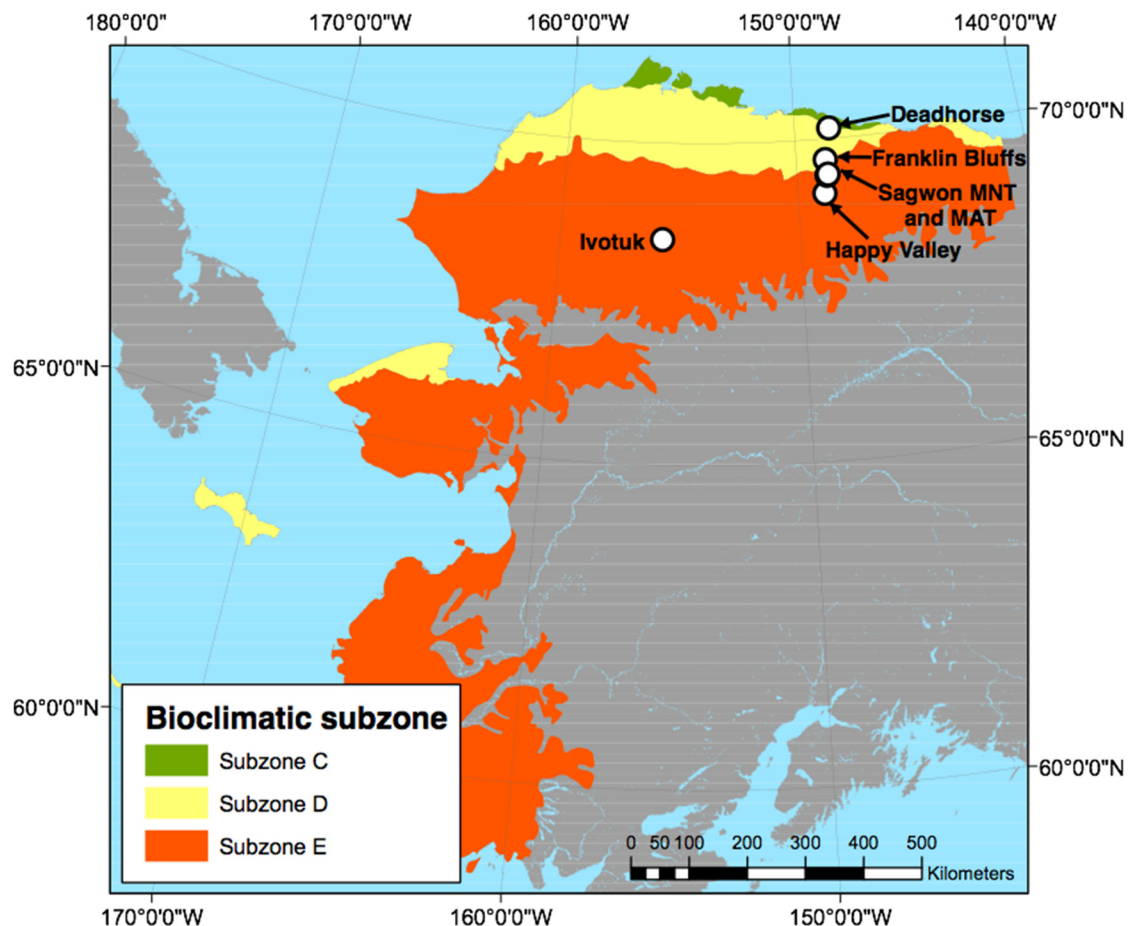 180°0'0"
170°0'0"W
160°0'0"W
150°0'0"W
140°0'0"W
70°0'0"N
Deadhorse
Franklin Bluffs
Sagwon MNT
and MAT
Ivotuk
Happy Valley
65°0'0"N
65°0'0"N
60°0'0"N
Bioclimatic subzone
Subzone C
Subzone D
Subzone E
60°0'0"N
0 50 100 200 300 400 500
Kilometers
170°0'0"W
160°0'0"W
150°0'0"W